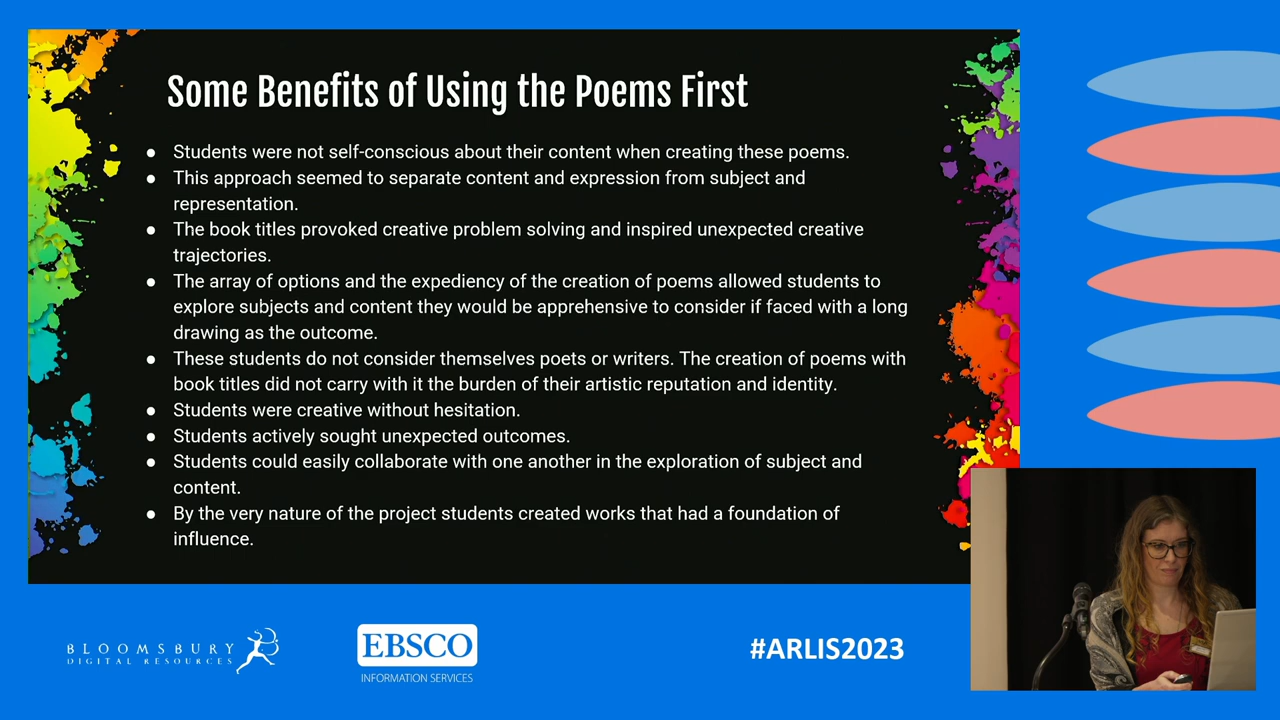 Some Benefits of Using the Poems First
● Students were not self-conscious about their content when creating these poems.
● This approach seemed to separate content and expression from subject and
representation.
● The book titles provoked creative problem solving and inspired unexpected creative
trajectories.
● The array of options and the expediency of the creation of poems allowed students to
explore subjects and content they would be apprehensive to consider if faced with a long
drawing as the outcome.
● These students do not consider themselves poets or writers. The creation of poems with
book titles did not carry with it the burden of their artistic reputation and identity.
● Students were creative without hesitation.
● Students actively sought unexpected outcomes.
● Students could easily collaborate with one another in the exploration of subject and
content.
● By the very nature of the project students created works that had a foundation of
influence.
BLOOMSBURY
DIGITAL RESOURCES
EBSCO
INFORMATION SERVICES
#ARLIS2023